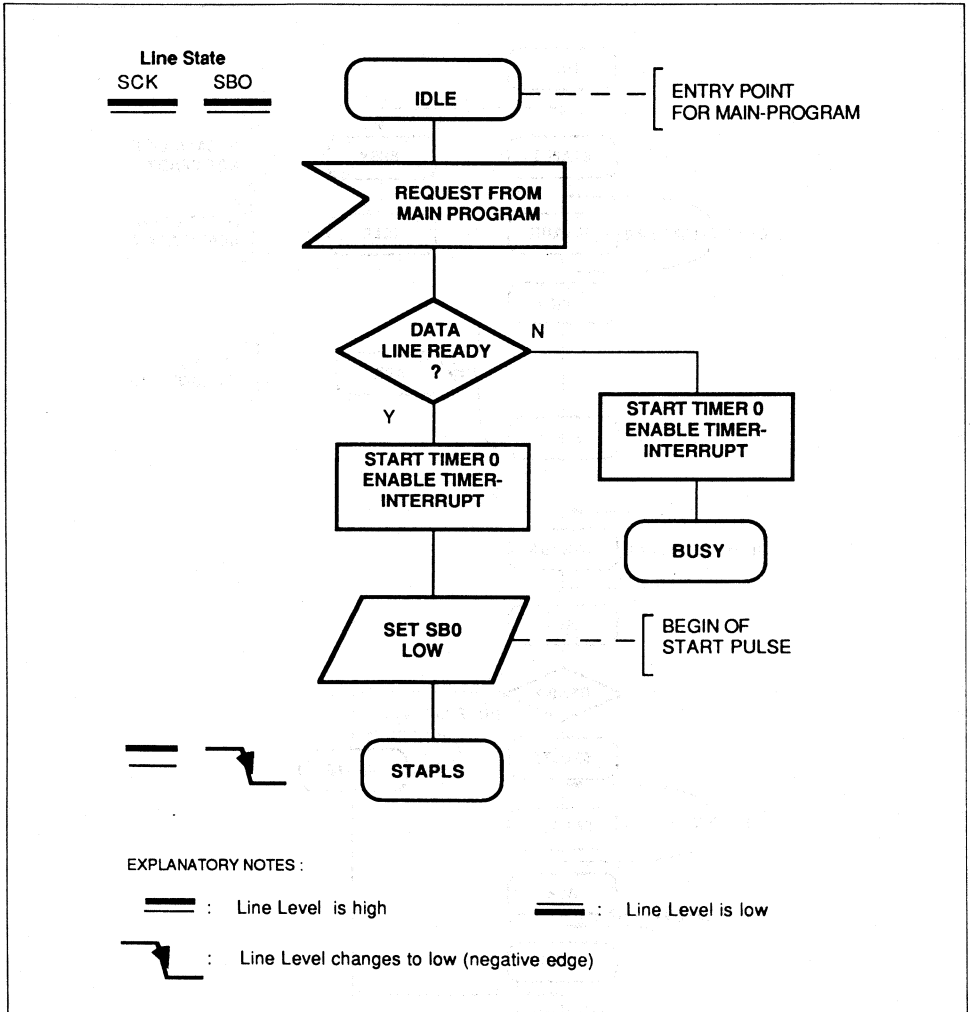 Line State
SCK SBO
IDLE
ENTRY POINT
FOR MAIN-PROGRAM
REQUEST FROM
MAIN PROGRAM
DATA
LINE READY
?
N
Y
START TIMER 0
ENABLE TIMER-
INTERRUPT
START TIMER 0
ENABLE TIMER-
INTERRUPT
BUSY
SET SB0
LOW
BEGIN OF
START PULSE
STAPLS
EXPLANATORY NOTES :
: Line Level is high
: Line Level is low
: Line Level changes to low (negative edge)